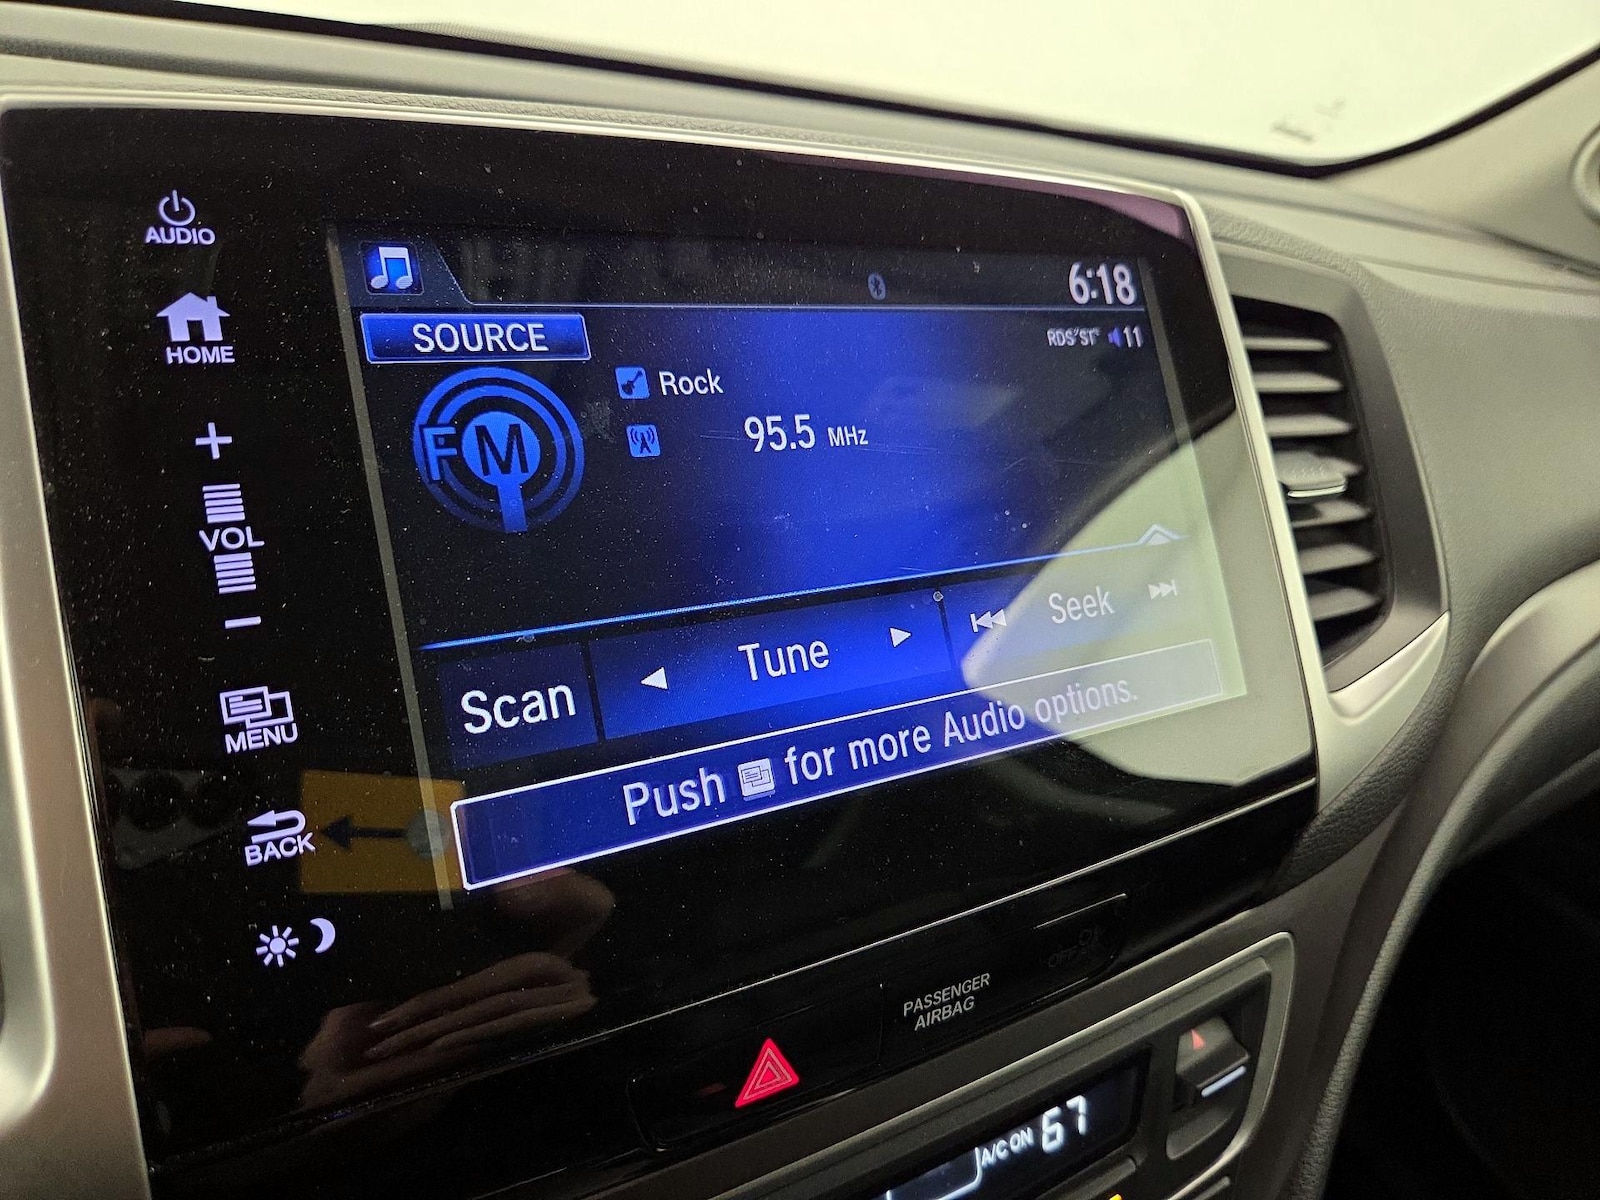 AUDIO
6:18
SOURCE
RDS ST 11
HOME
Rock
FM
95.5 MHz
VOL
Scan
Tune
Seek
Push for more Audio options.
MENU
BACK
PASSENGER
AIRBAG
OFF
A/C ON 67